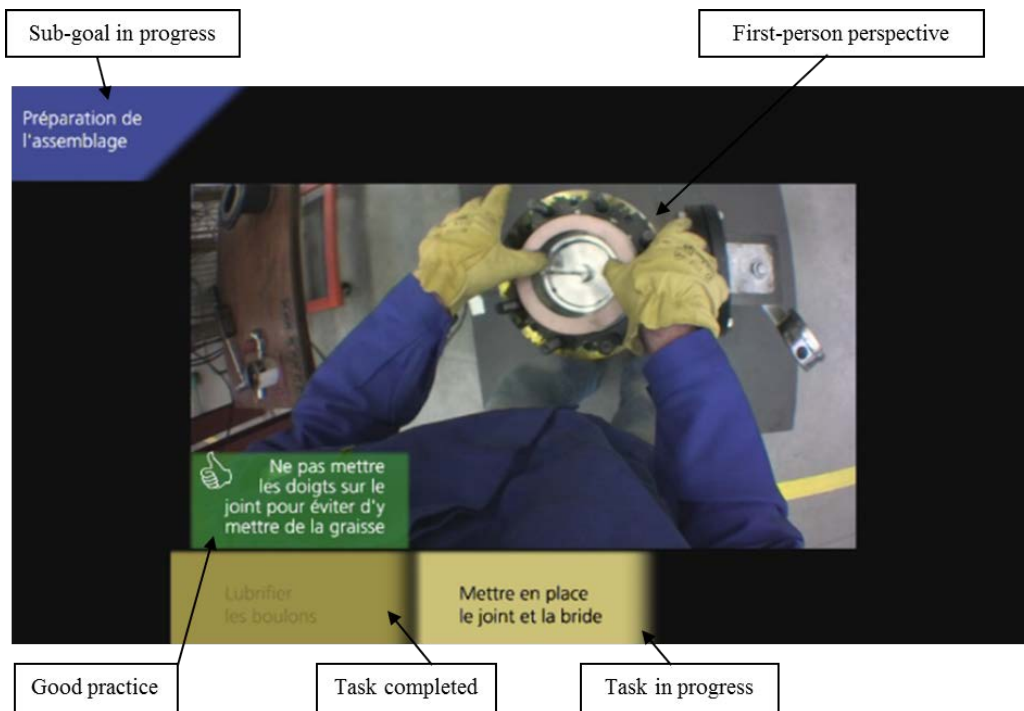 Sub-goal in progress
First-person perspective
Préparation de
l'assemblage
Ne pas mettre
les doigts sur le
joint pour éviter d'y
mettre de la graisse
Lubrifier
les boulons
Mettre en place
le joint et la bride
Good practice
Task completed
Task in progress